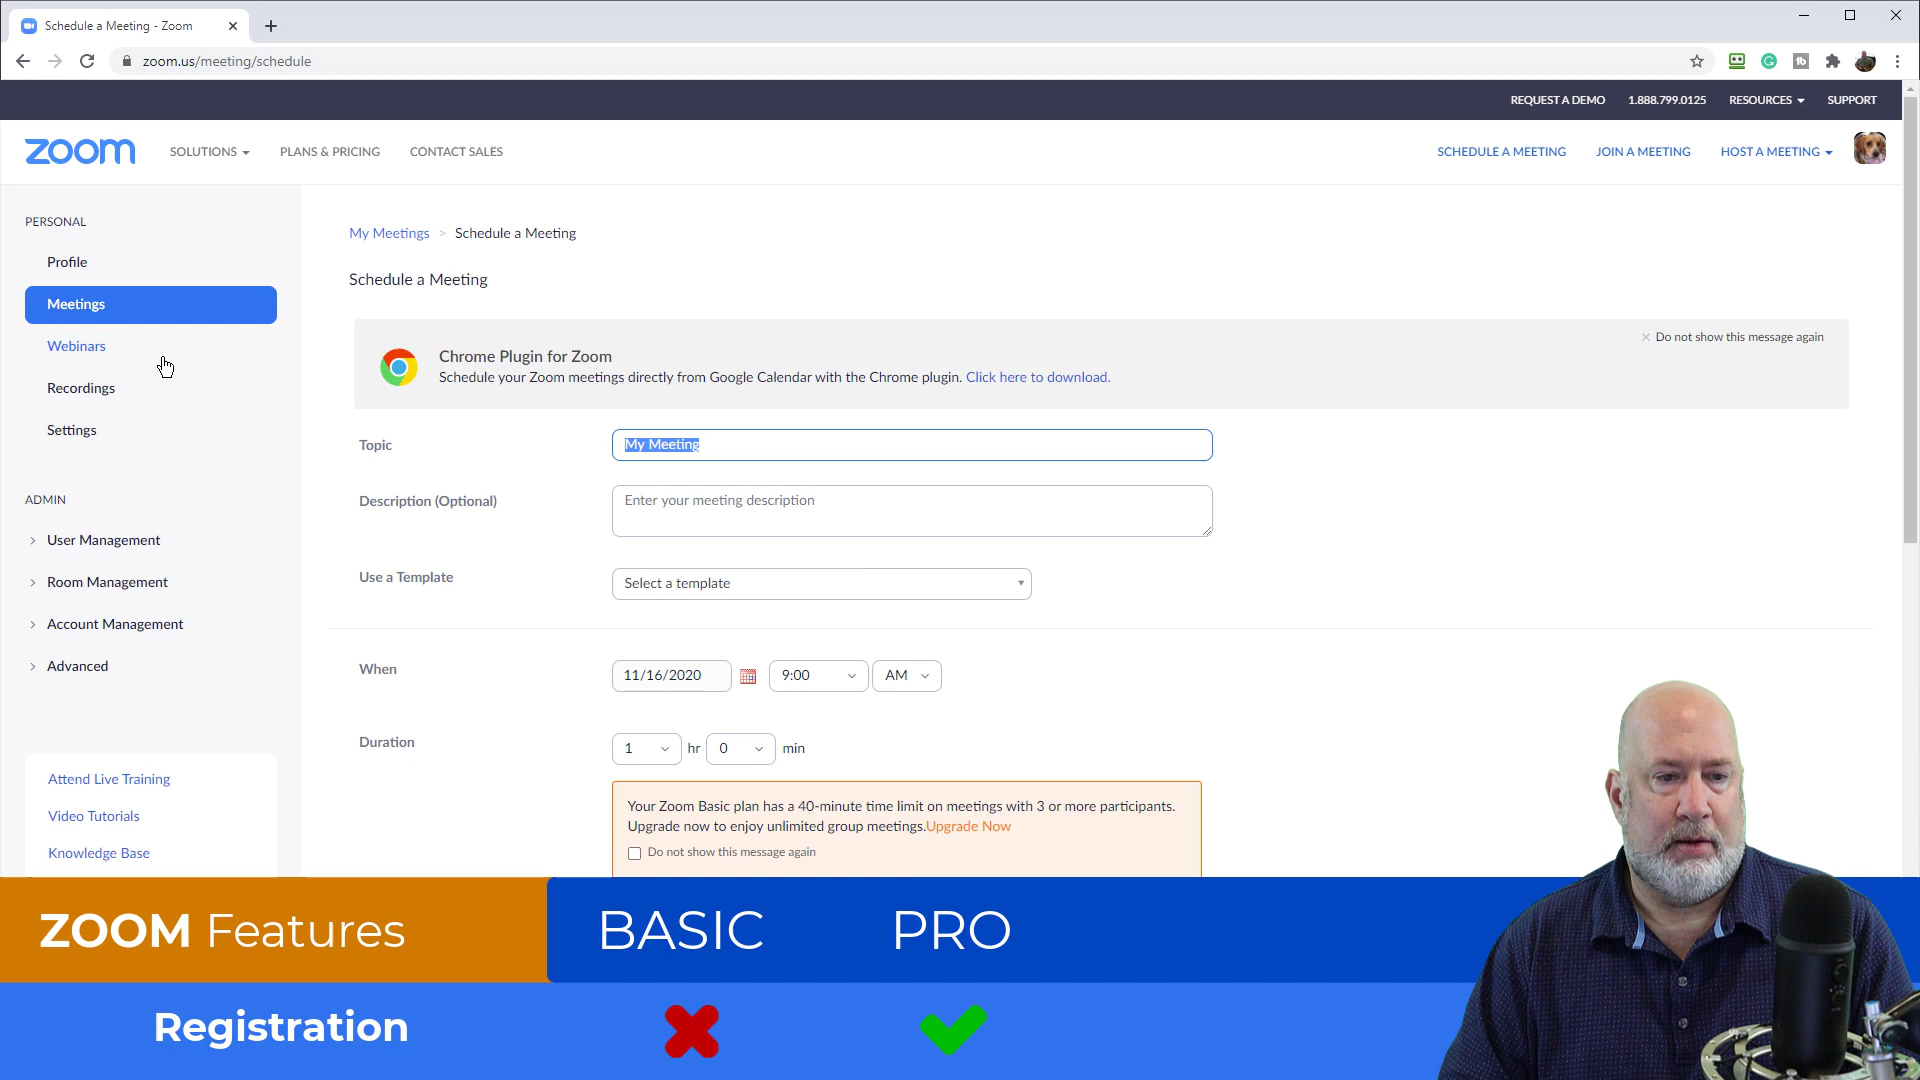 Schedule a Meeting - Zoom
zoom.us/meeting/schedule
REQUEST A DEMO 1.888.799.0125 RESOURCES SUPPORT
zoom SOLUTIONS PLANS & PRICING CONTACT SALES SCHEDULE A MEETING JOIN A MEETING HOST A MEETING
PERSONAL
Profile
Meetings
Webinars
Recordings
Settings
ADMIN
User Management
Room Management
Account Management
Advanced
Attend Live Training
Video Tutorials
Knowledge Base
My Meetings > Schedule a Meeting
Schedule a Meeting
Do not show this message again
Chrome Plugin for Zoom
Schedule your Zoom meetings directly from Google Calendar with the Chrome plugin. Click here to download.
Topic My Meeting
Description (Optional) Enter your meeting description
Use a Template Select a template
When 11/16/2020 9:00 AM
Duration 1 hr 0 min
Your Zoom Basic plan has a 40-minute time limit on meetings with 3 or more participants.
Upgrade now to enjoy unlimited group meetings.Upgrade Now
Do not show this message again
ZOOM Features BASIC PRO
Registration